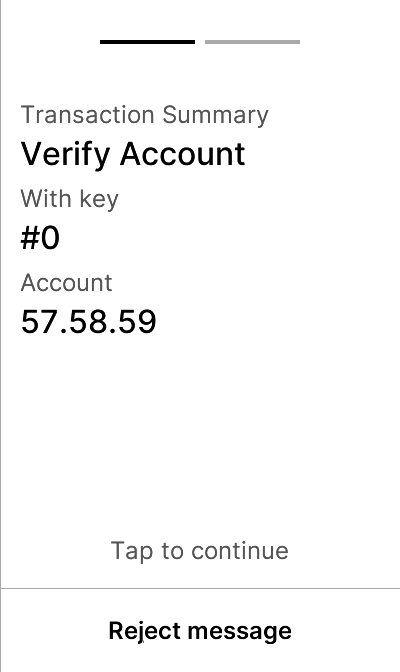 Transaction Summary
Verify Account
With key
#0
Account
57.58.59
Tap to continue
Reject message